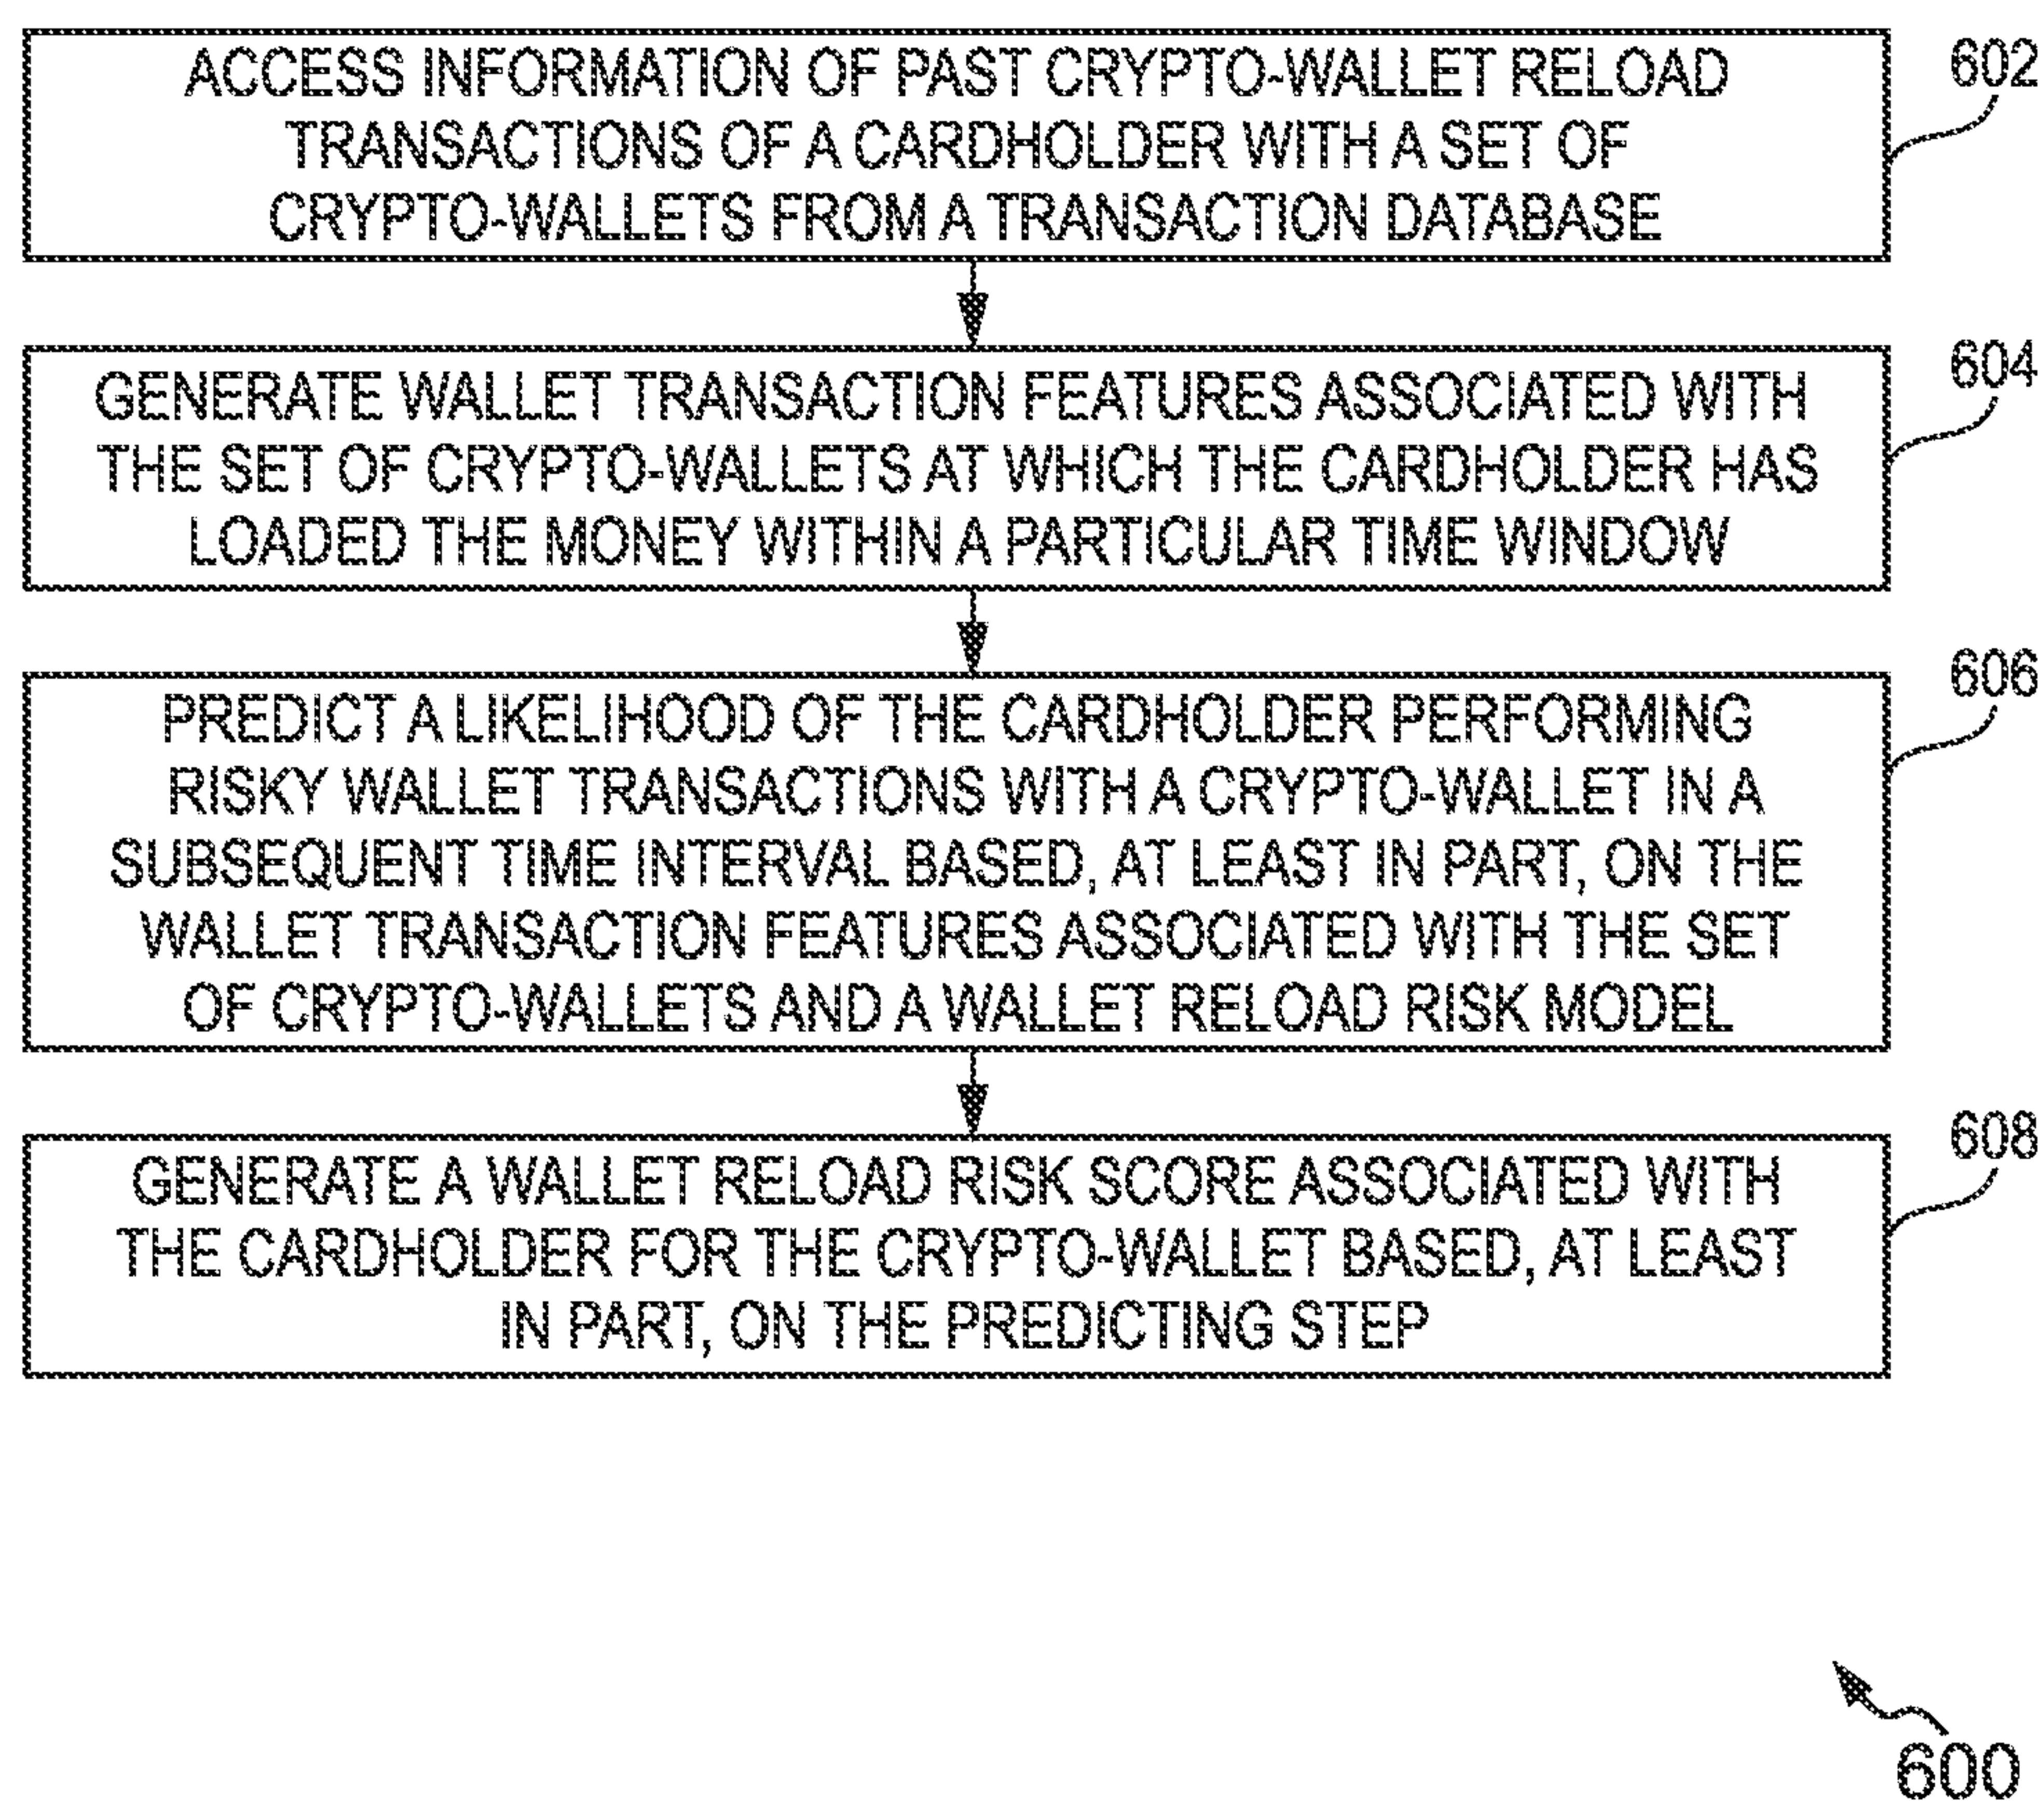 ACCESS INFORMATION OF PAST CRYPTO-WALLET RELOAD
TRANSACTIONS OF A CARDHOLDER WITH A SET OF
CRYPTO-WALLETS FROM A TRANSACTION DATABASE
602
GENERATE WALLET TRANSACTION FEATURES ASSOCIATED WITH
THE SET OF CRYPTO-WALLETS AT WHICH THE CARDHOLDER HAS
LOADED THE MONEY WITHIN A PARTICULAR TIME WINDOW
604
PREDICT A LIKELIHOOD OF THE CARDHOLDER PERFORMING
RISKY WALLET TRANSACTIONS WITH A CRYPTO-WALLET IN A
SUBSEQUENT TIME INTERVAL BASED, AT LEAST IN PART, ON THE
WALLET TRANSACTION FEATURES ASSOCIATED WITH THE SET
OF CRYPTO-WALLETS AND A WALLET RELOAD RISK MODEL
606
GENERATE A WALLET RELOAD RISK SCORE ASSOCIATED WITH
THE CARDHOLDER FOR THE CRYPTO-WALLET BASED, AT LEAST
IN PART, ON THE PREDICTING STEP
608
600